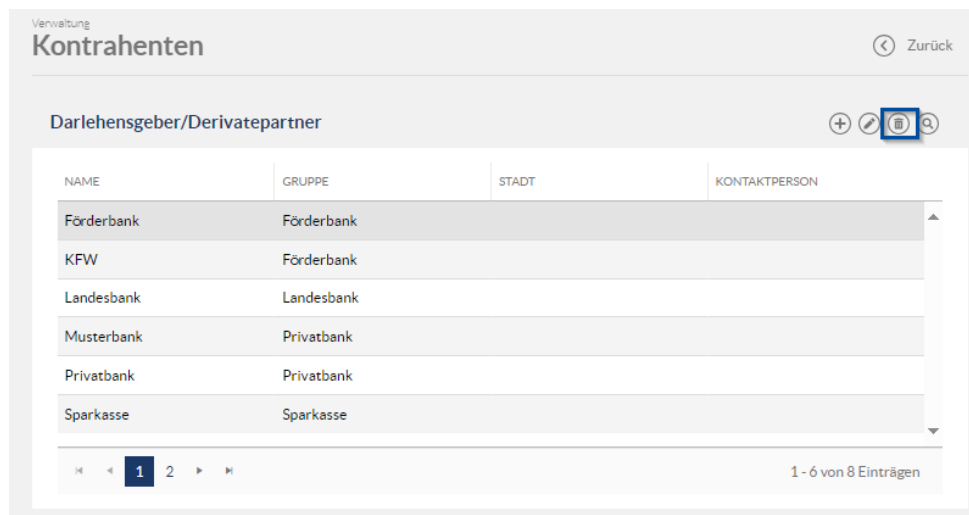 Verwaltung
Kontrahenten
Zurück
Darlehensgeber/Derivatepartner
NAME GRUPPE STADT KONTAKTPERSON
Förderbank Förderbank
KFW Förderbank
Landesbank Landesbank
Musterbank Privatbank
Privatbank Privatbank
Sparkasse Sparkasse
1 2 1 - 6 von 8 Einträgen